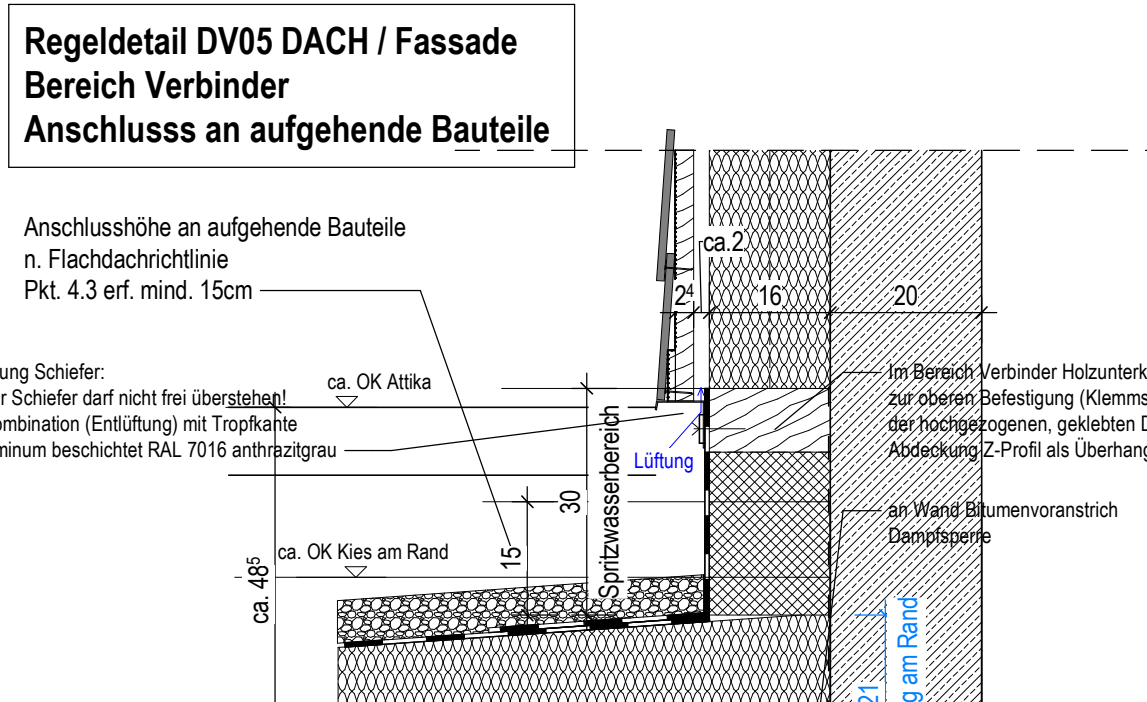 Regeldetail DV05 DACH / Fassade
Bereich Verbinder
Anschlusss an aufgehende Bauteile
Anschlusshöhe an aufgehende Bauteile
n. Flachdachrichtlinie
Pkt. 4.3 erf. mind. 15cm
ca.2
2⁴
16
20
ung Schiefer:
r Schiefer darf nicht frei überstehen!
ombination (Entlüftung) mit Tropfkante
minum beschichtet RAL 7016 anthrazitgrau
ca. OK Attika
Im Bereich Verbinder Holzunterk
zur oberen Befestigung (Klemms
der hochgezogenen, geklebten D
Abdeckung Z-Profil als Überhang
Lüftung
Spritzwasserbereich
30
15
an Wand Bitumenvoranstrich
Dampfsperre
ca. OK Kies am Rand
ca. 48⁵
21
g am Rand